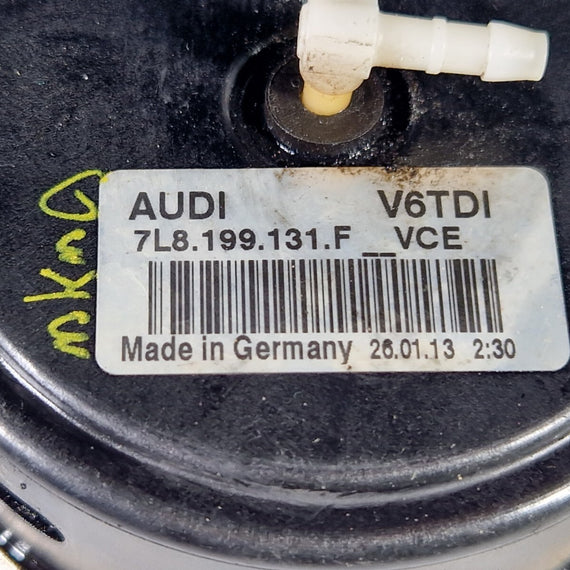 AUDI V6TDI
7L8.199.131.F __VCE
Made in Germany 26.01.13 2:30